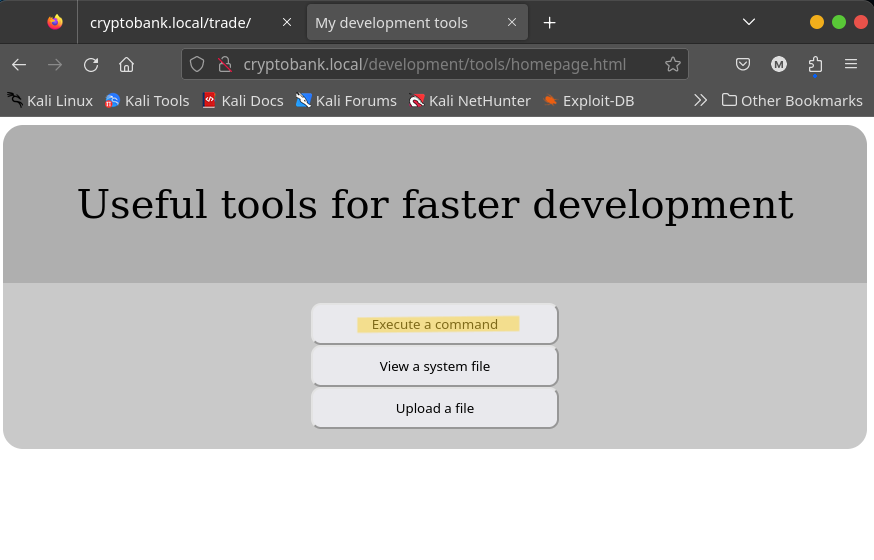 cryptobank.local/trade/
My development tools
cryptobank.local/development/tools/homepage.html
M
Kali Linux Kali Tools Kali Docs Kali Forums Kali NetHunter Exploit-DB Other Bookmarks
Useful tools for faster development
Execute a command
View a system file
Upload a file